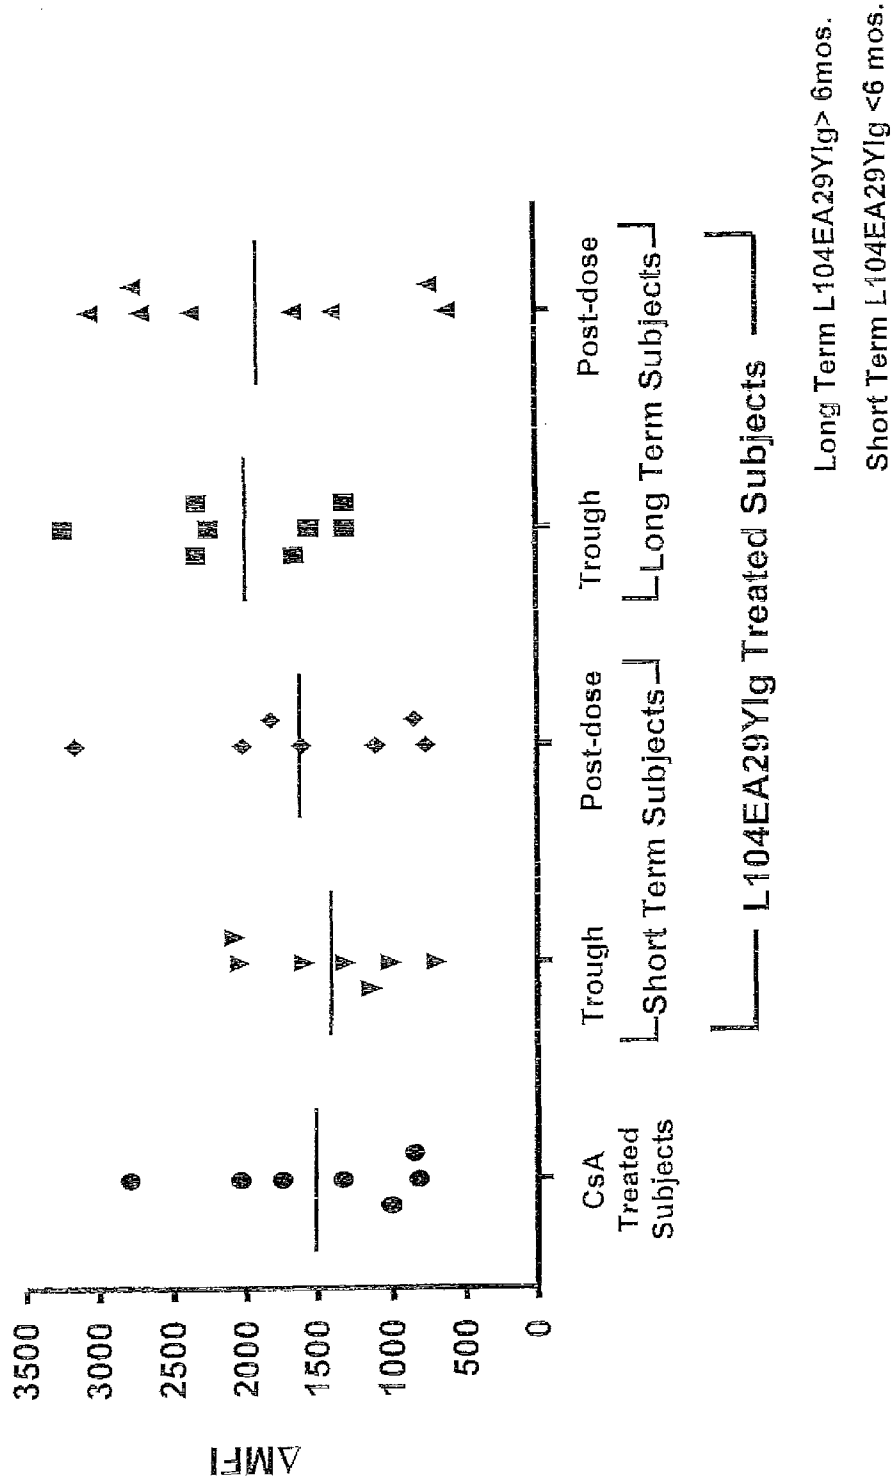 ΔMFI
3500
3000
2500
2000
1500
1000
500
0
CsA
Treated
Subjects
Trough
Post-dose
Trough
Post-dose
Short Term Subjects
Long Term Subjects
L104EA29YIg Treated Subjects
Long Term L104EA29YIg> 6mos.
Short Term L104EA29YIg <6 mos.